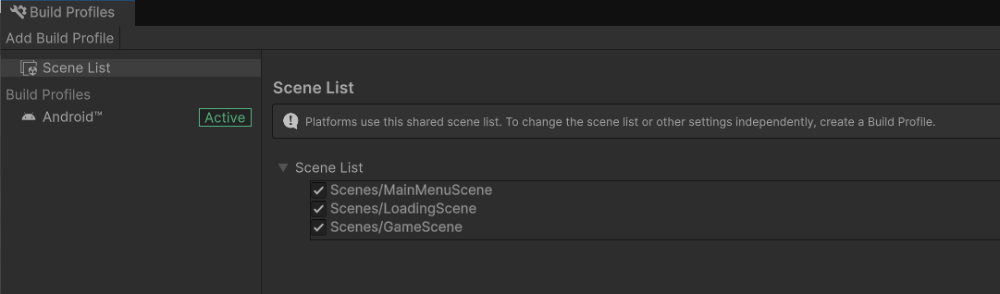 Build Profiles
Add Build Profile
Scene List
Build Profiles
Android™
Active
Scene List
Platforms use this shared scene list. To change the scene list or other settings independently, create a Build Profile.
Scene List
Scenes/MainMenuScene
Scenes/LoadingScene
Scenes/GameScene